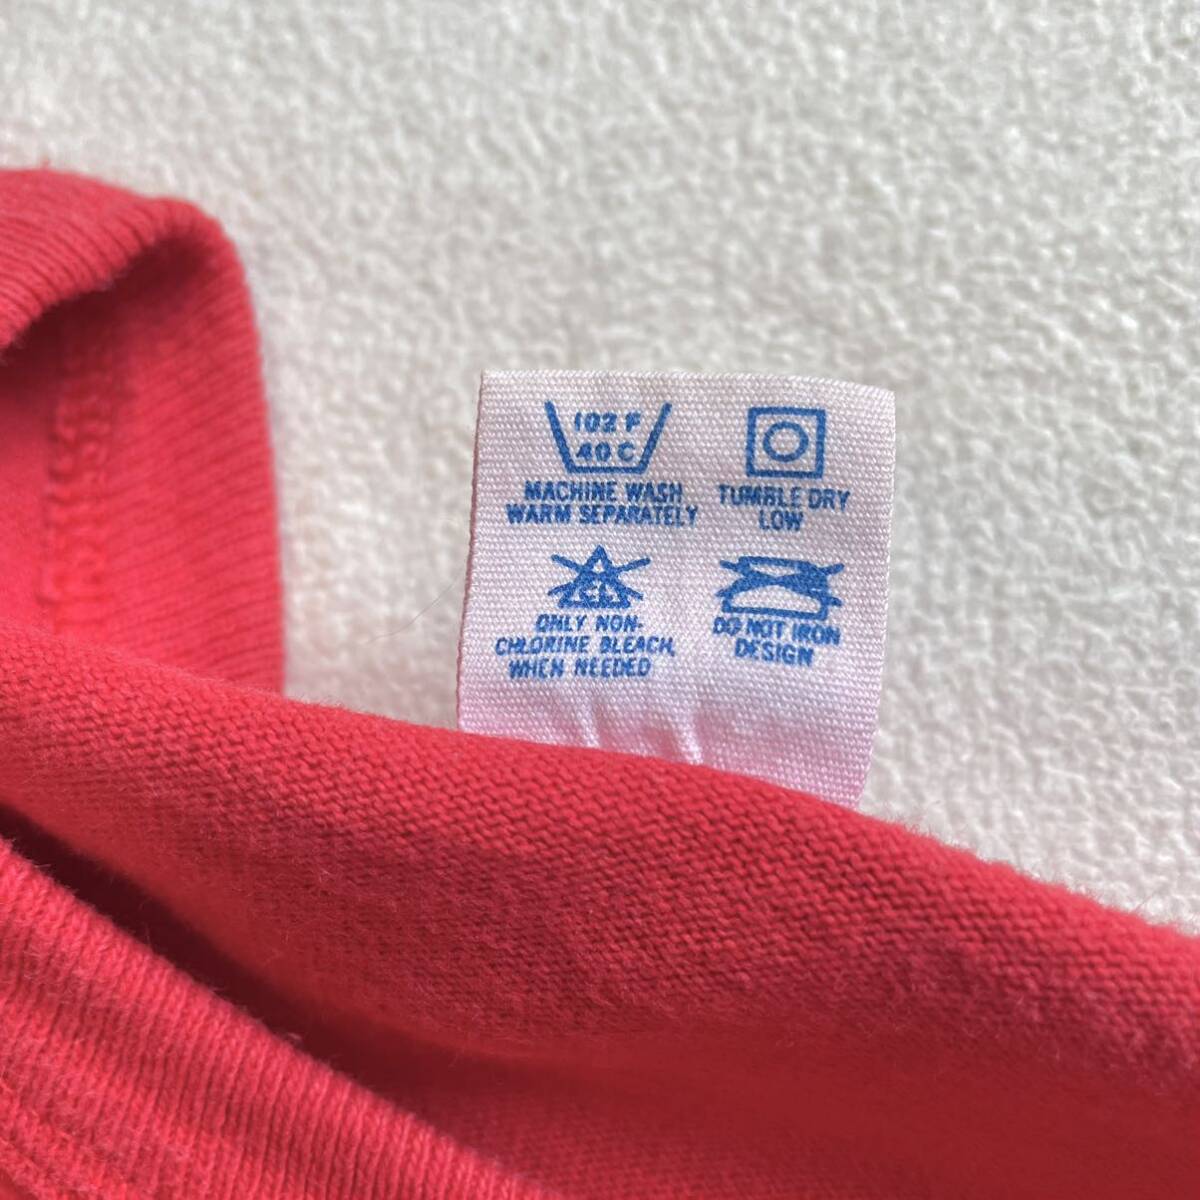 102 F
40 C
MACHINE WASH
WARM SEPARATELY
TUMBLE DRY
LOW
CL
ONLY NON-
CHLORINE BLEACH,
WHEN NEEDED
DO NOT IRON
DESIGN